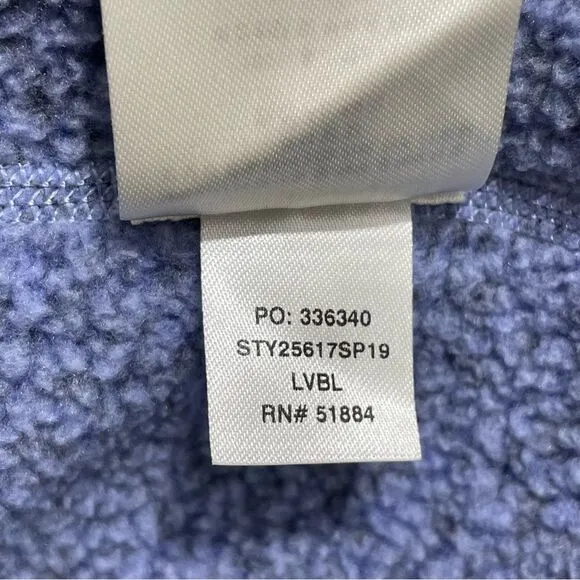 PO: 336340
STY25617SP19
LVBL
RN# 51884